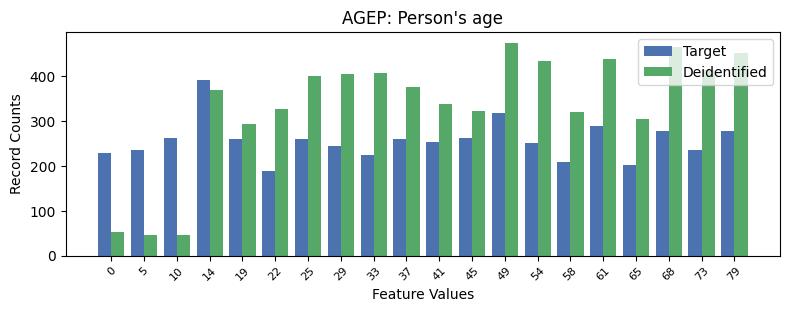 AGEP: Person's age
Target
Deidentified
Record Counts
400
300
200
100
0
0 5 10 14 19 22 25 29 33 37 41 45 49 54 58 61 65 68 73 79
Feature Values